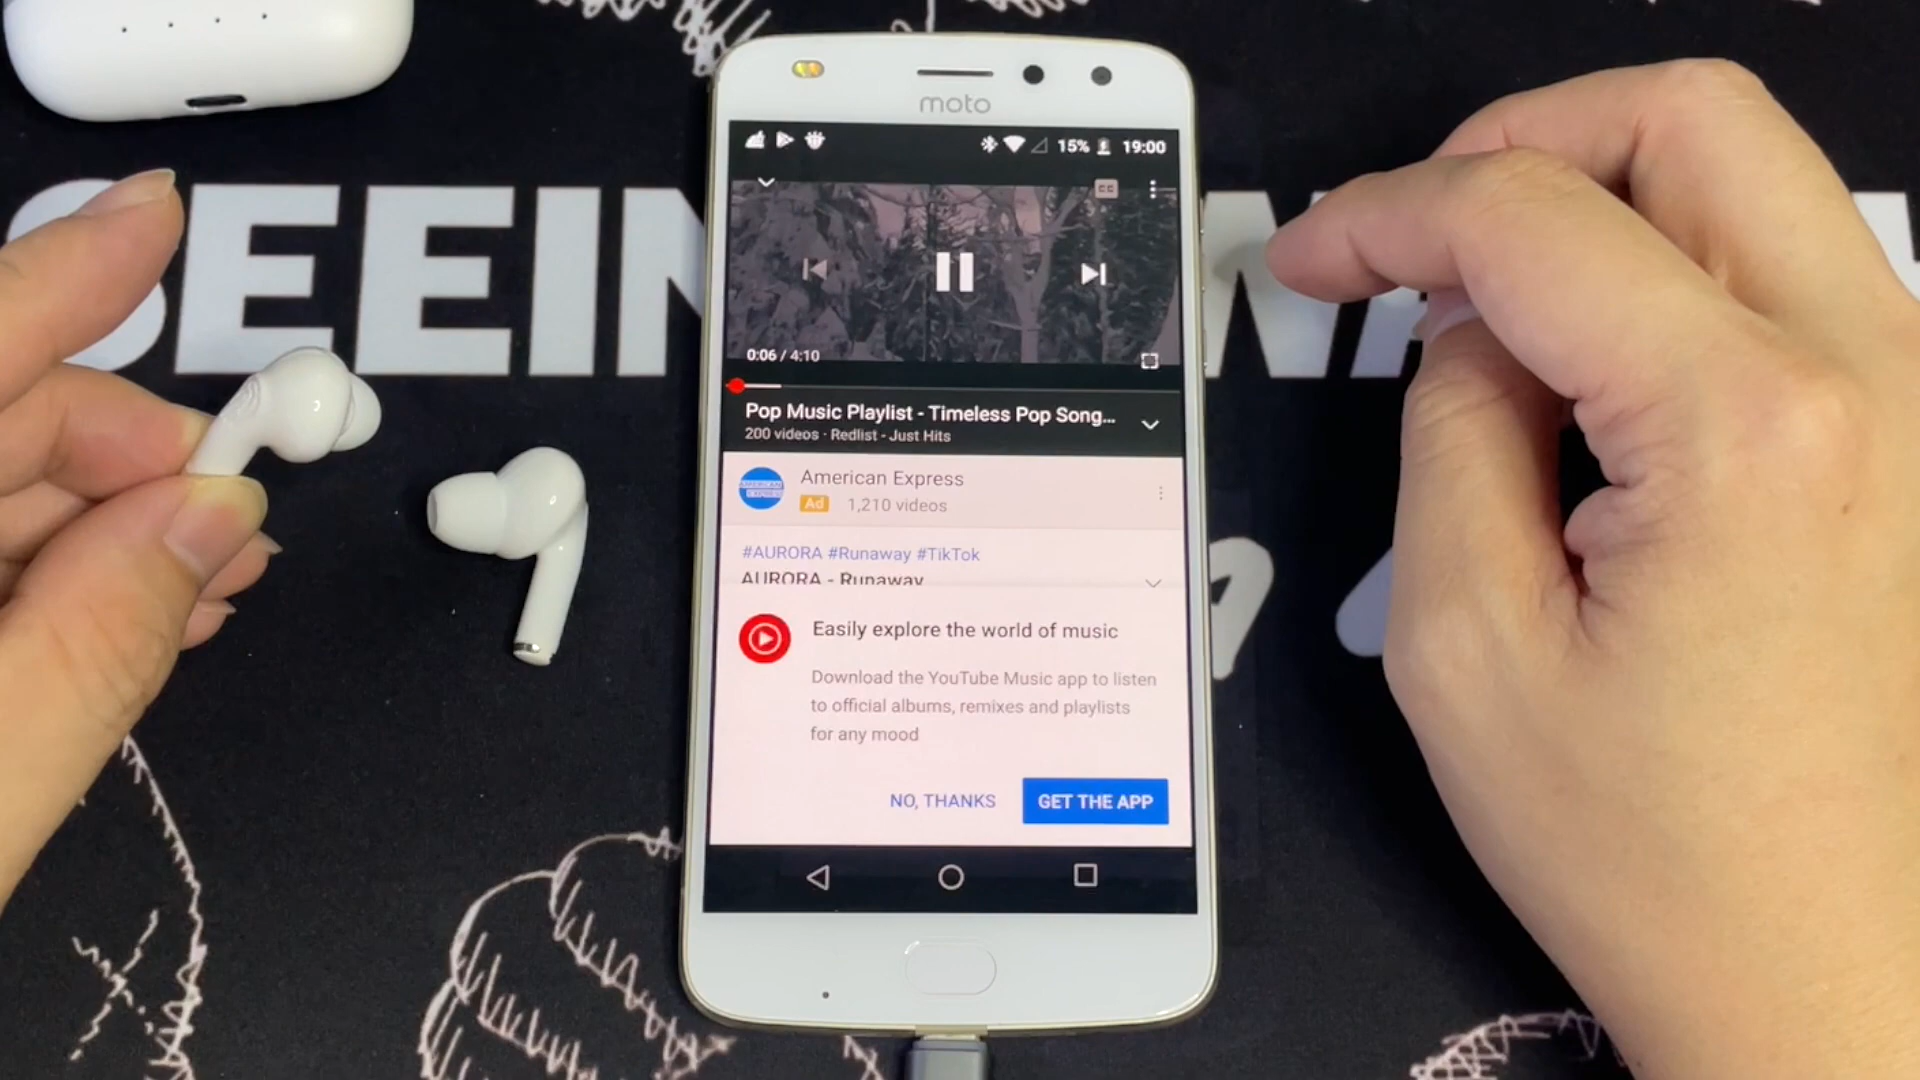 moto
15%
19:00
CC
0:06 / 4:10
Pop Music Playlist - Timeless Pop Song...
200 videos · Redlist - Just Hits
AMERICAN EXPRESS
American Express
Ad 1,210 videos
#AURORA #Runaway #TikTok
AURORA - Runaway
Easily explore the world of music
Download the YouTube Music app to listen
to official albums, remixes and playlists
for any mood
NO, THANKS
GET THE APP